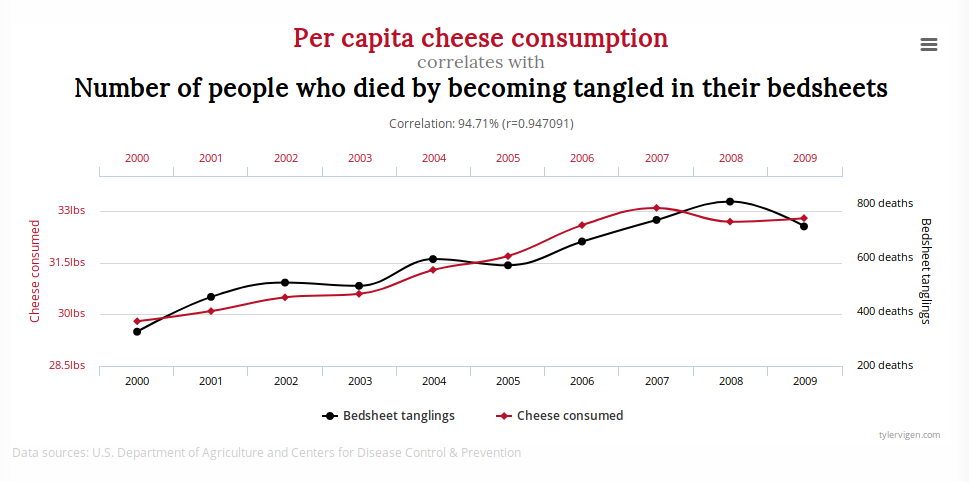 Per capita cheese consumption
correlates with
Number of people who died by becoming tangled in their bedsheets
Correlation: 94.71% (r=0.947091)
2000 2001 2002 2003 2004 2005 2006 2007 2008 2009
Cheese consumed
33lbs
31.5lbs
30lbs
28.5lbs
800 deaths
600 deaths
400 deaths
200 deaths
Bedsheet tanglings
2000 2001 2002 2003 2004 2005 2006 2007 2008 2009
Bedsheet tanglings Cheese consumed
tylervigen.com
Data sources: U.S. Department of Agriculture and Centers for Disease Control & Prevention